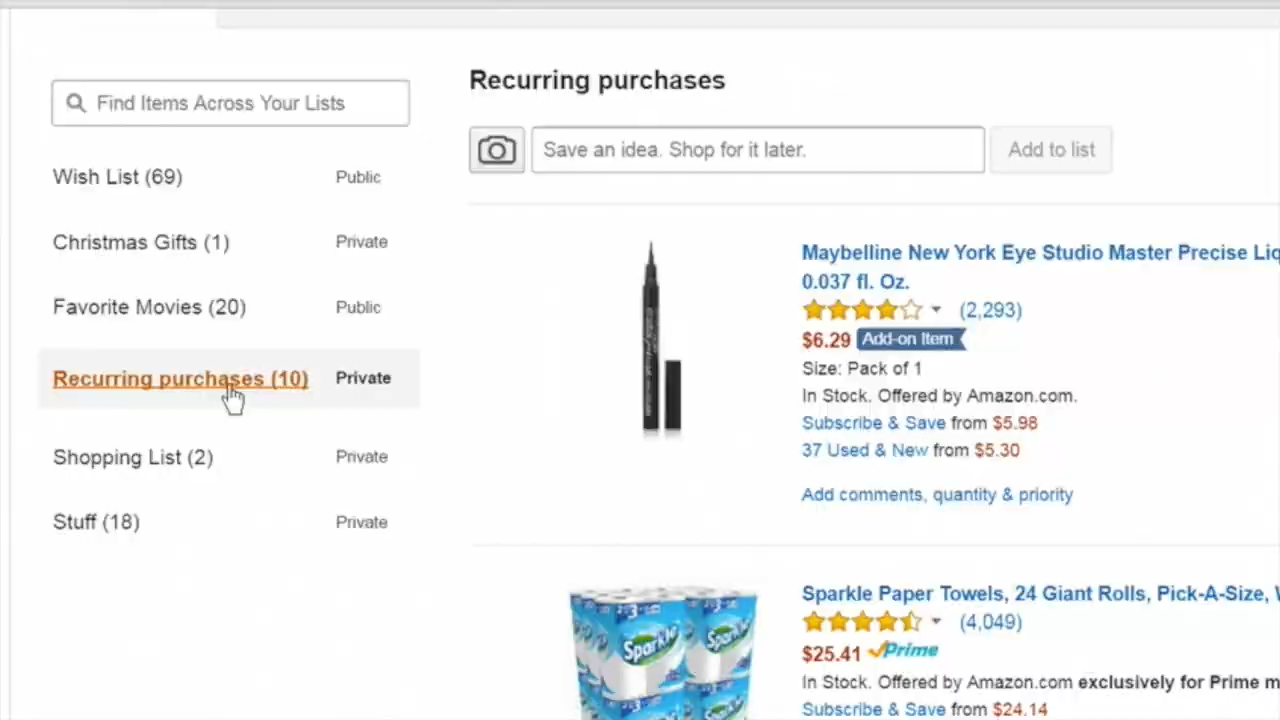 Find Items Across Your Lists
Wish List (69) Public
Christmas Gifts (1) Private
Favorite Movies (20) Public
Recurring purchases (10) Private
Shopping List (2) Private
Stuff (18) Private
Recurring purchases
Save an idea. Shop for it later. Add to list
Maybelline New York Eye Studio Master Precise Liq
0.037 fl. Oz.
(2,293)
$6.29 Add-on Item
Size: Pack of 1
In Stock. Offered by Amazon.com.
Subscribe & Save from $5.98
37 Used & New from $5.30
Add comments, quantity & priority
Sparkle
Sparkle
Sparkle Paper Towels, 24 Giant Rolls, Pick-A-Size,
(4,049)
$25.41 Prime
In Stock. Offered by Amazon.com exclusively for Prime m
Subscribe & Save from $24.14